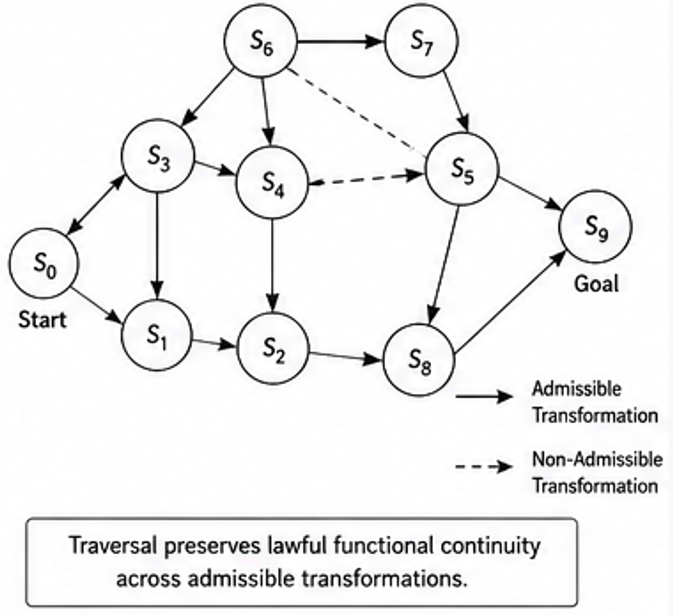 S₆
S₇
S₃
S₄
S₅
S₀
S₉
Start
Goal
S₁
S₂
S₈
Admissible
Transformation
Non-Admissible
Transformation
Traversal preserves lawful functional continuity
across admissible transformations.